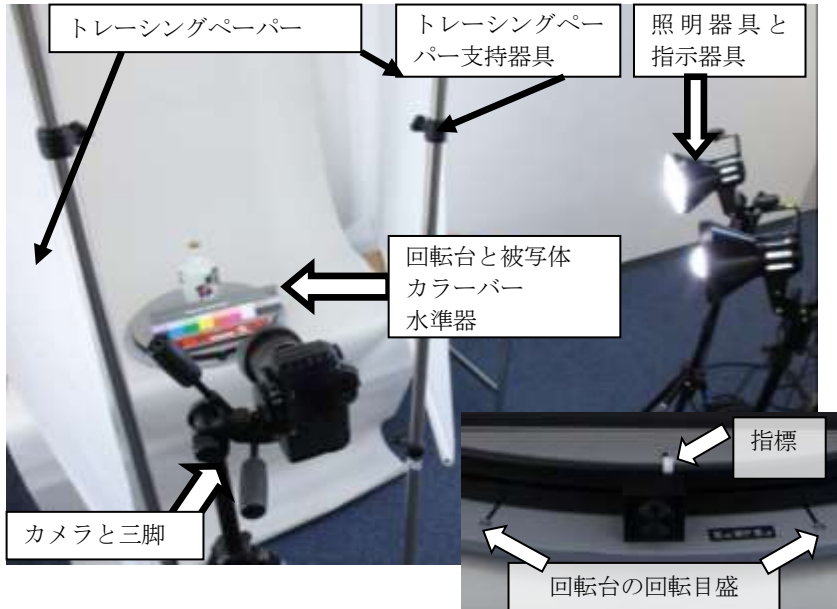 トレーシングペーパー
トレーシングペー
パー支持器具
照明器具と
指示器具
回転台と被写体
カラーバー
水準器
指標
カメラと三脚
回転台の回転目盛